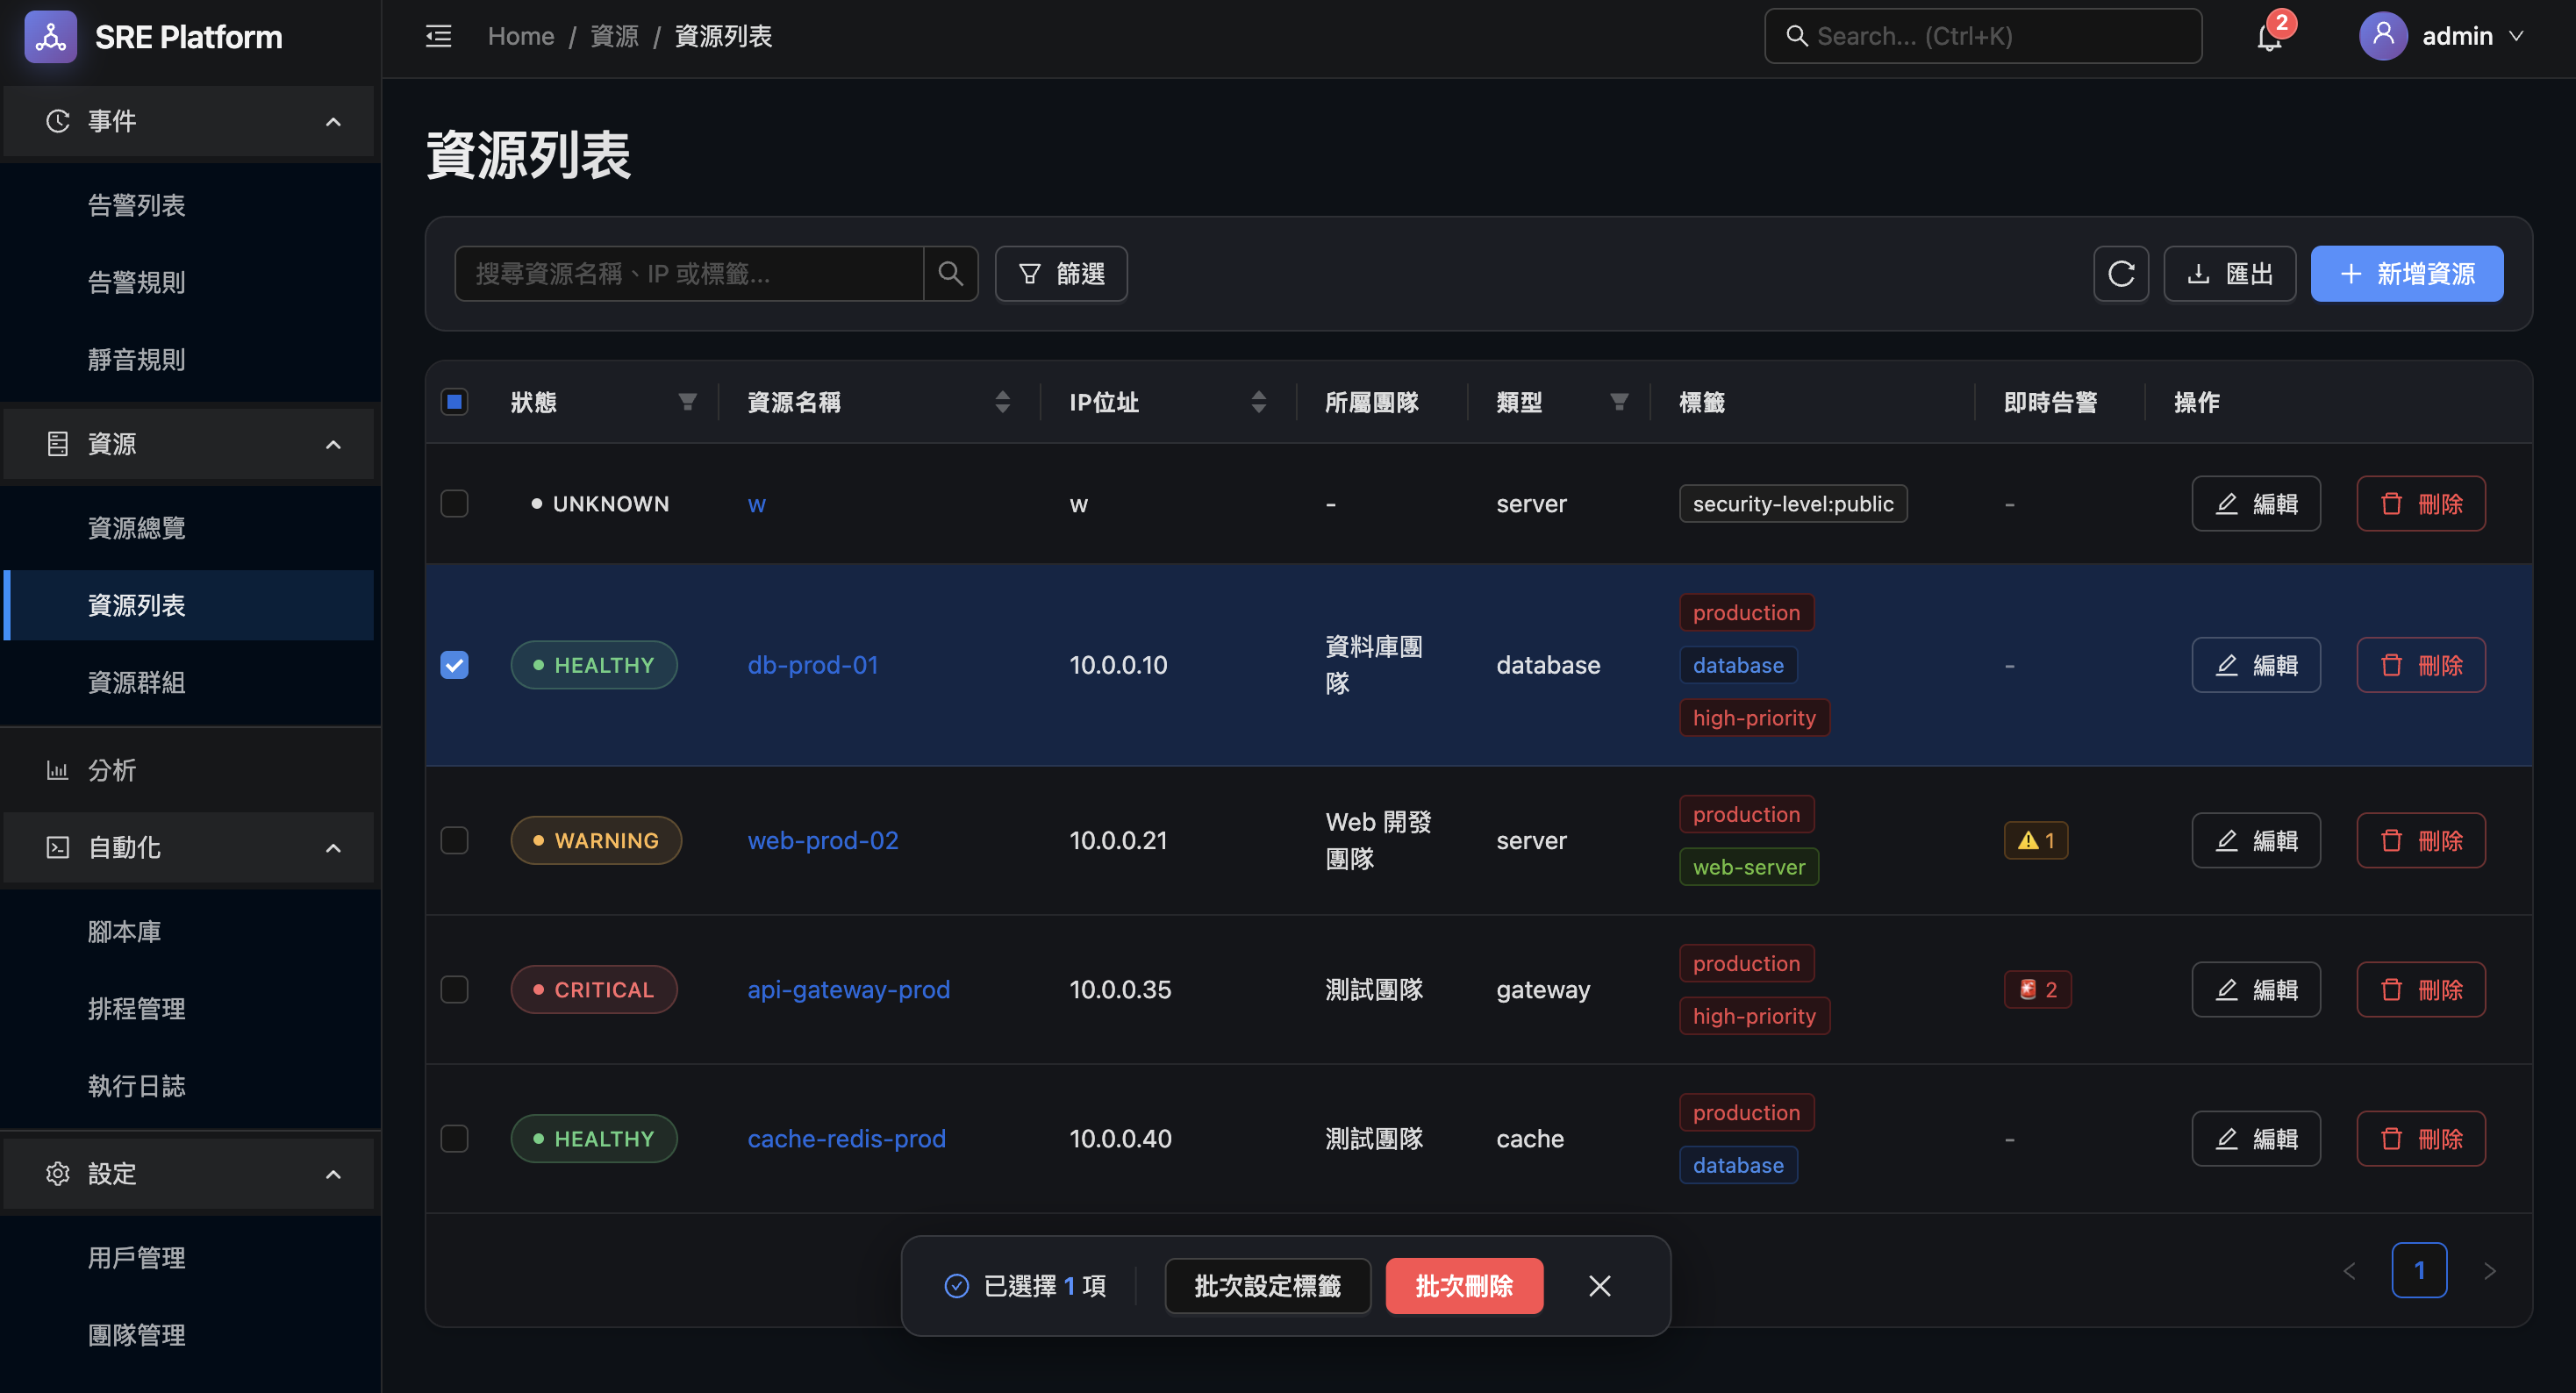 SRE Platform
Home / 資源 / 資源列表
Search... (Ctrl+K)
2
admin
事件
告警列表
告警規則
靜音規則
資源
資源總覽
資源列表
資源群組
分析
自動化
腳本庫
排程管理
執行日誌
設定
用戶管理
團隊管理
資源列表
搜尋資源名稱、IP 或標籤...
篩選
匯出
新增資源
狀態 資源名稱 IP位址 所屬團隊 類型 標籤 即時告警 操作
UNKNOWN w w - server security-level:public - 編輯 刪除
HEALTHY db-prod-01 10.0.0.10 資料庫團
隊
database
production
database
high-priority
- 編輯 刪除
WARNING web-prod-02 10.0.0.21 Web 開發
團隊
server
production
web-server
1 編輯 刪除
CRITICAL api-gateway-prod 10.0.0.35 測試團隊 gateway
production
high-priority
2 編輯 刪除
HEALTHY cache-redis-prod 10.0.0.40 測試團隊 cache
production
database
- 編輯 刪除
已選擇 1 項 批次設定標籤 批次刪除
1